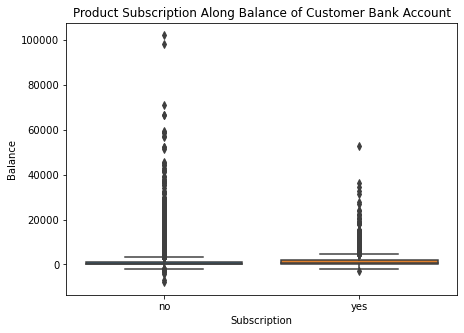 Product Subscription Along Balance of Customer Bank Account
100000
80000
60000
40000
20000
0
Balance
no
yes
Subscription